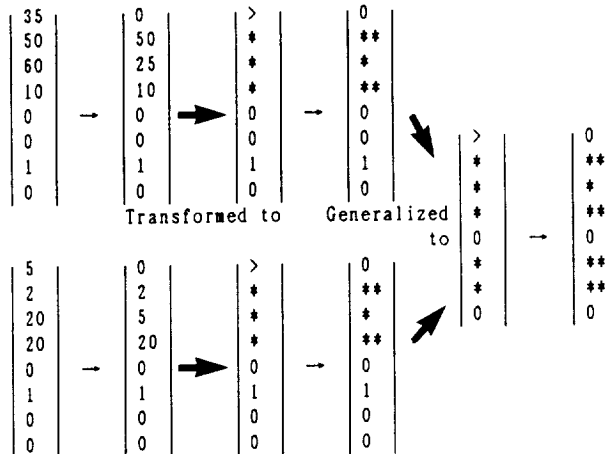 35 0 > 0
50 50 * **
60 25 * *
10 10 * **
0 → 0 0 → 0
0 0 0 0
1 1 1 1
0 0 0 0
Transformed to
Generalized
to
5 0 > 0
2 2 * **
20 5 * *
20 20 * **
0 → 0 0 → 0
1 1 1 1
0 0 0 0
0 0 0 0
> 0
* **
* *
* **
0 → 0
* **
* **
0 0